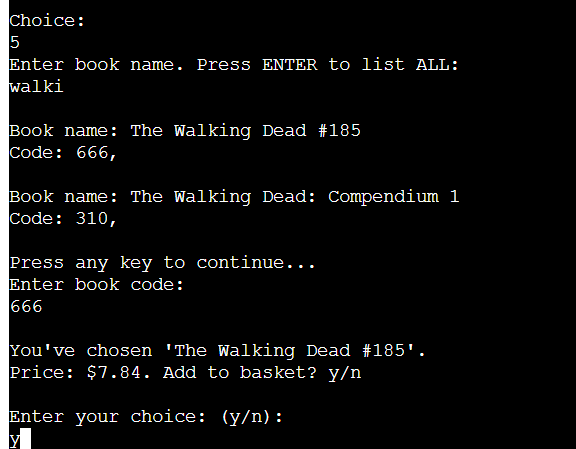 Choice:
5
Enter book name. Press ENTER to list ALL:
walki
Book name: The Walking Dead #185
Code: 666,
Book name: The Walking Dead: Compendium 1
Code: 310,
Press any key to continue...
Enter book code:
666
You've chosen 'The Walking Dead #185'.
Price: $7.84. Add to basket? y/n
Enter your choice: (y/n):
y